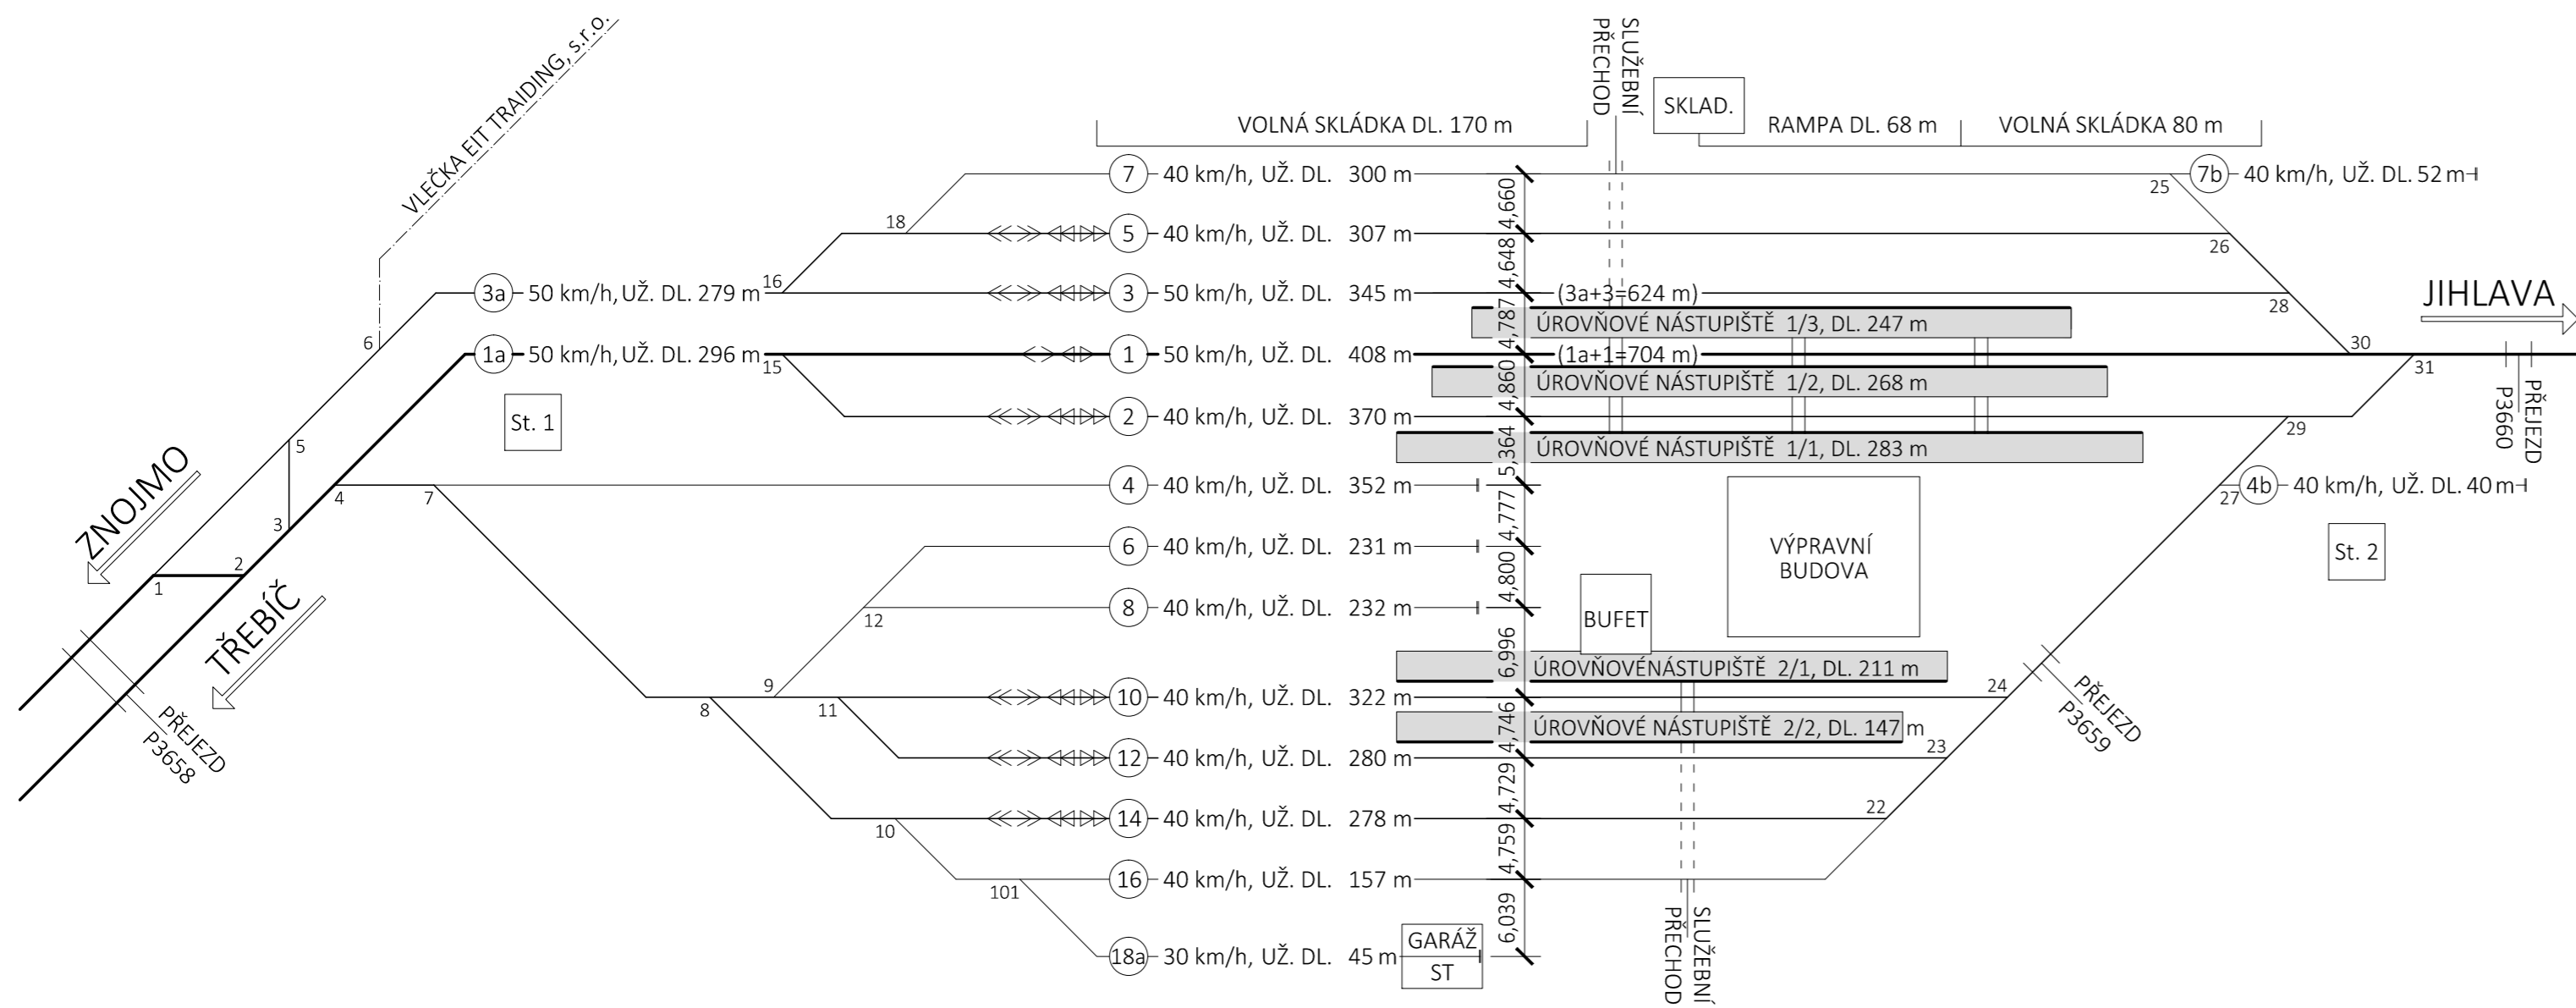 VLEČKA EIT TRAIDING, s.r.o.
SLUŽEBNÍ
PŘECHOD
SKLAD.
VOLNÁ SKLÁDKA DL. 170 m
RAMPA DL. 68 m
VOLNÁ SKLÁDKA 80 m
7 40 km/h, UŽ. DL. 300 m
25
7b 40 km/h, UŽ. DL. 52 m
4,660
18
5 40 km/h, UŽ. DL. 307 m
26
4,648
16
3a 50 km/h, UŽ. DL. 279 m
3 50 km/h, UŽ. DL. 345 m
(3a+3=624 m)
28
JIHLAVA
4,787
ÚROVŇOVÉ NÁSTUPIŠTĚ 1/3, DL. 247 m
6
1a 50 km/h, UŽ. DL. 296 m
15
1 50 km/h, UŽ. DL. 408 m
(1a+1=704 m)
30
31
4,860
ÚROVŇOVÉ NÁSTUPIŠTĚ 1/2, DL. 268 m
PŘEJEZD
P3660
St. 1
2 40 km/h, UŽ. DL. 370 m
29
5,364
ÚROVŇOVÉ NÁSTUPIŠTĚ 1/1, DL. 283 m
5
ZNOJMO
4
7
4 40 km/h, UŽ. DL. 352 m
27
4b 40 km/h, UŽ. DL. 40 m
3
4,777
6 40 km/h, UŽ. DL. 231 m
VÝPRAVNÍ
BUDOVA
St. 2
2
1
4,800
TŘEBÍČ
12
8 40 km/h, UŽ. DL. 232 m
BUFET
6,996
ÚROVŇOVÉNÁSTUPIŠTĚ 2/1, DL. 211 m
9
8
11
10 40 km/h, UŽ. DL. 322 m
24
PŘEJEZD
P3659
4,746
ÚROVŇOVÉ NÁSTUPIŠTĚ 2/2, DL. 147 m
PŘEJEZD
P3658
12 40 km/h, UŽ. DL. 280 m
23
4,729
10
14 40 km/h, UŽ. DL. 278 m
22
4,759
101
16 40 km/h, UŽ. DL. 157 m
6,039
SLUŽEBNÍ
PŘECHOD
18a 30 km/h, UŽ. DL. 45 m
GARÁŽ
ST